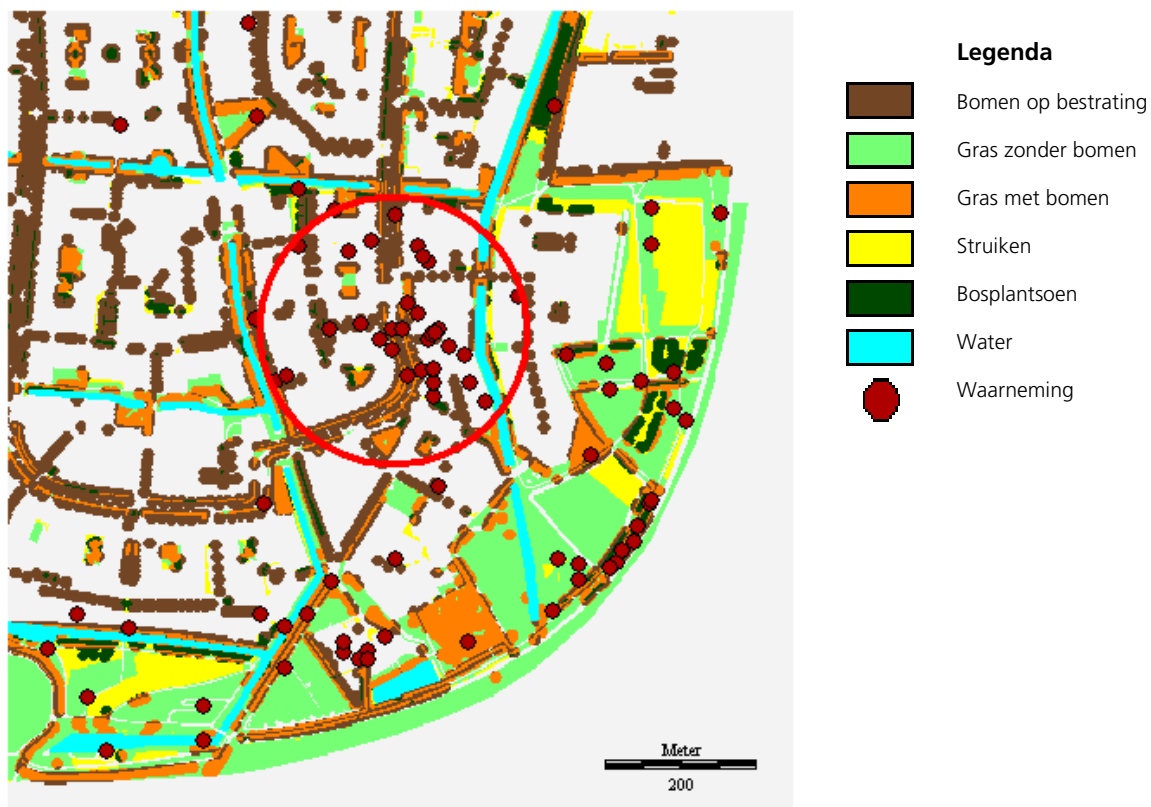 Legenda
Bomen op bestrating
Gras zonder bomen
Gras met bomen
Struiken
Bosplantsoen
Water
Waarneming
Meter
200